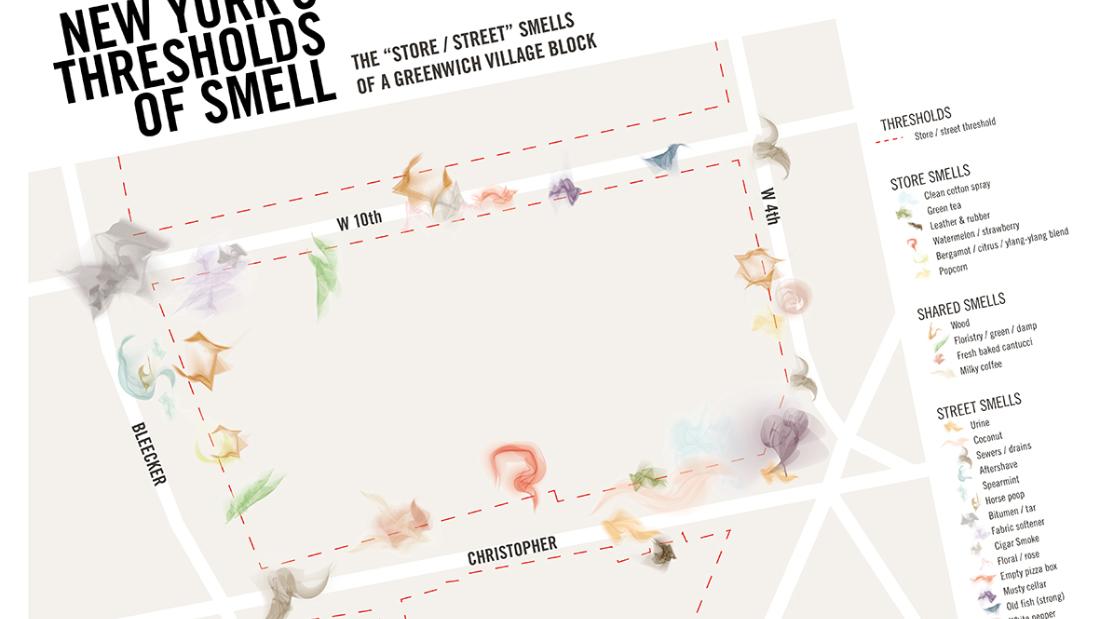 NEW YORK'S
THRESHOLDS
OF SMELL
THE “STORE / STREET” SMELLS
OF A GREENWICH VILLAGE BLOCK
W 10th
W 4th
BLEECKER
CHRISTOPHER
THRESHOLDS
Store / street threshold
STORE SMELLS
Clean cotton spray
Green tea
Leather & rubber
Watermelon / strawberry
Bergamot / citrus / ylang-ylang blend
Popcorn
SHARED SMELLS
Wood
Floristry / green / damp
Fresh baked cantucci
Milky coffee
STREET SMELLS
Urine
Coconut
Sewers / drains
Aftershave
Spearmint
Horse poop
Bitumen / tar
Fabric softener
Cigar Smoke
Floral / rose
Empty pizza box
Musty cellar
Old fish (strong)
White pepper